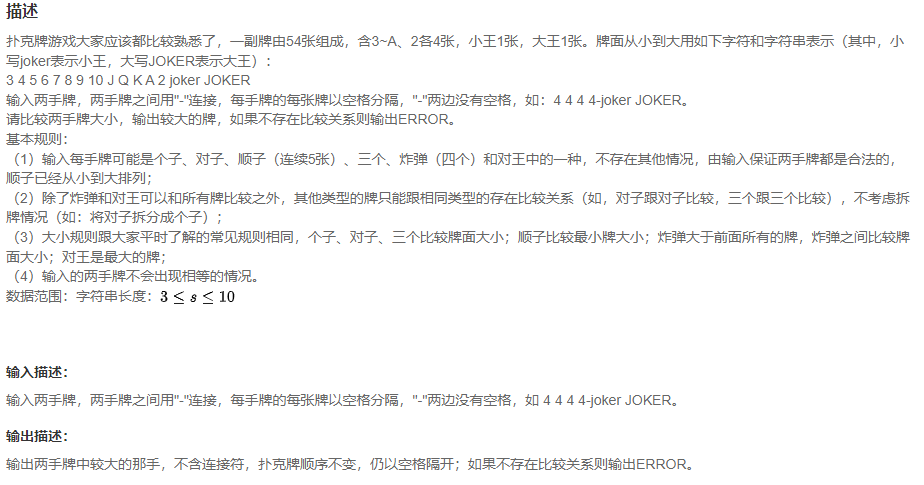 描述
扑克牌游戏大家应该都比较熟悉了，一副牌由54张组成，含3~A、2各4张，小王1张，大王1张。牌面从小到大用如下字符和字符串表示（其中，小
写joker表示小王，大写JOKER表示大王）：
3 4 5 6 7 8 9 10 J Q K A 2 joker JOKER
输入两手牌，两手牌之间用"-"连接，每手牌的每张牌以空格分隔，"-"两边没有空格，如：4 4 4 4-joker JOKER。
请比较两手牌大小，输出较大的牌，如果不存在比较关系则输出ERROR。
基本规则：
（1）输入每手牌可能是个子、对子、顺子（连续5张）、三个、炸弹（四个）和对王中的一种，不存在其他情况，由输入保证两手牌都是合法的，
顺子已经从小到大排列；
（2）除了炸弹和对王可以和所有牌比较之外，其他类型的牌只能跟相同类型的存在比较关系（如，对子跟对子比较，三个跟三个比较），不考虑拆
牌情况（如：将对子拆分成个子）；
（3）大小规则跟大家平时了解的常见规则相同，个子、对子、三个比较牌面大小；顺子比较最小牌大小；炸弹大于前面所有的牌，炸弹之间比较牌
面大小；对王是最大的牌；
（4）输入的两手牌不会出现相等的情况。
数据范围：字符串长度：3 ≤ s ≤ 10
输入描述：
输入两手牌，两手牌之间用"-"连接，每手牌的每张牌以空格分隔，"-"两边没有空格，如 4 4 4 4-joker JOKER。
输出描述：
输出两手牌中较大的那手，不含连接符，扑克牌顺序不变，仍以空格隔开；如果不存在比较关系则输出ERROR。